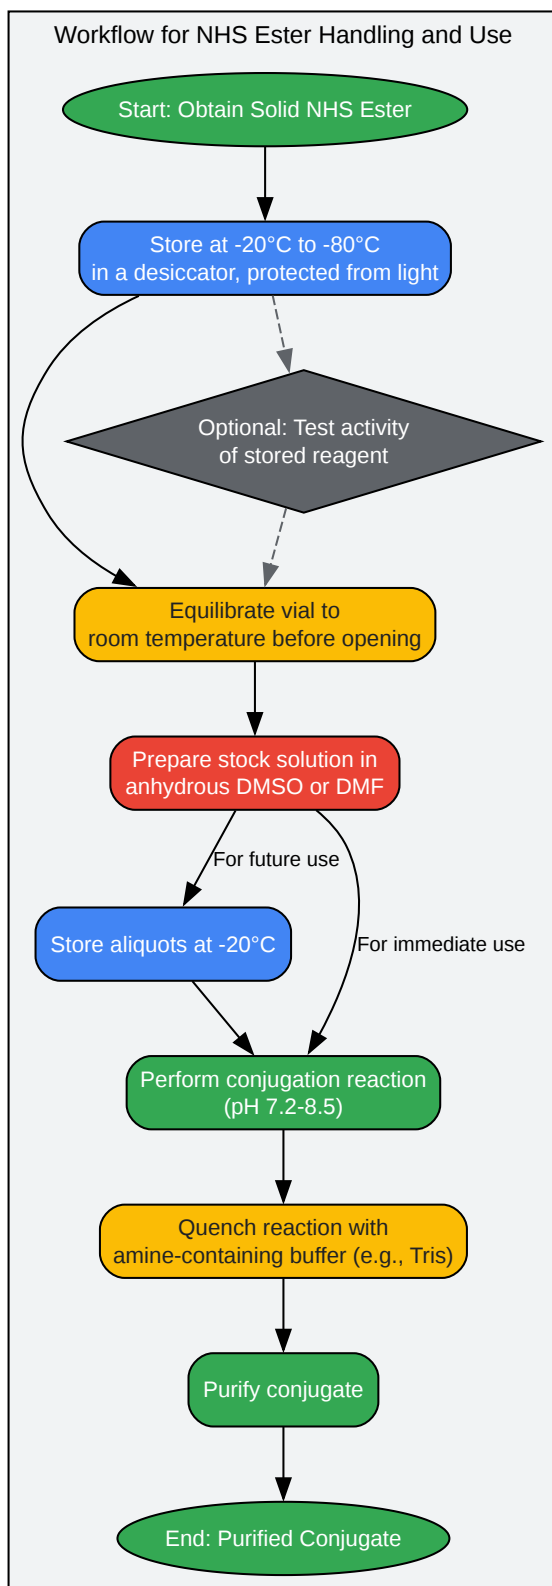 Workflow for NHS Ester Handling and Use
Start: Obtain Solid NHS Ester
Store at -20°C to -80°C
in a desiccator, protected from light
Optional: Test activity
of stored reagent
Equilibrate vial to
room temperature before opening
Prepare stock solution in
anhydrous DMSO or DMF
For future use
Store aliquots at -20°C
For immediate use
Perform conjugation reaction
(pH 7.2-8.5)
Quench reaction with
amine-containing buffer (e.g., Tris)
Purify conjugate
End: Purified Conjugate